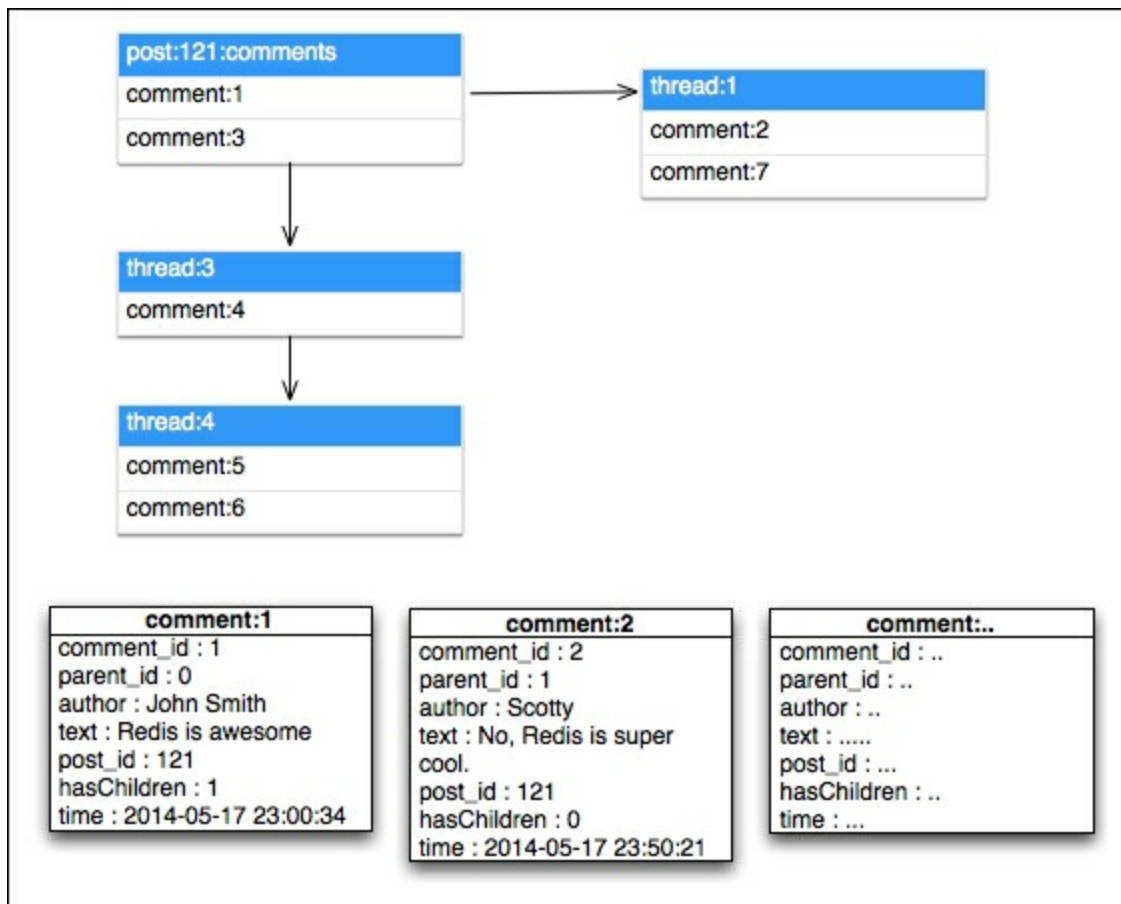 post:121:comments
comment:1
comment:3
thread:1
comment:2
comment:7
thread:3
comment:4
thread:4
comment:5
comment:6
comment:1
comment_id : 1
parent_id : 0
author : John Smith
text : Redis is awesome
post_id : 121
hasChildren : 1
time : 2014-05-17 23:00:34
comment:2
comment_id : 2
parent_id : 1
author : Scotty
text : No, Redis is super
cool.
post_id : 121
hasChildren : 0
time : 2014-05-17 23:50:21
comment:..
comment_id : ..
parent_id : ..
author : ..
text : .....
post_id : ...
hasChildren : ..
time : ...